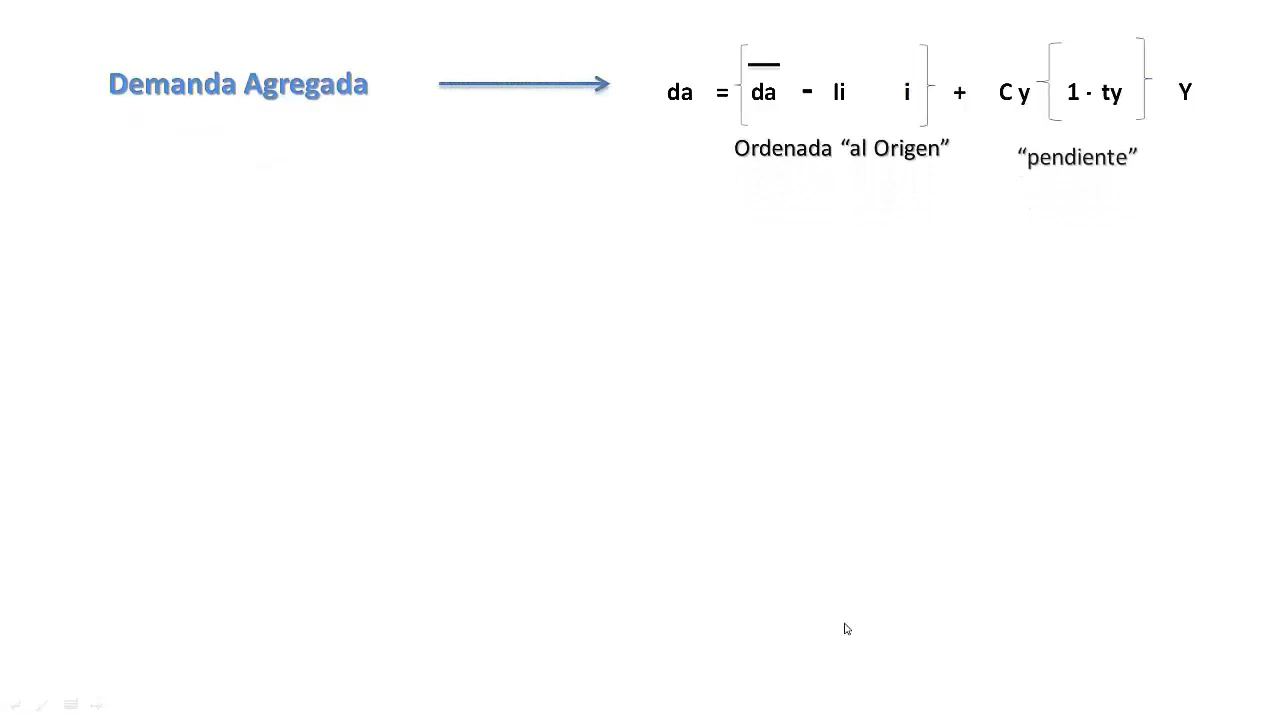 Demanda Agregada
da = da - Ii i + C y 1 - ty Y
Ordenada “al Origen”
“pendiente”